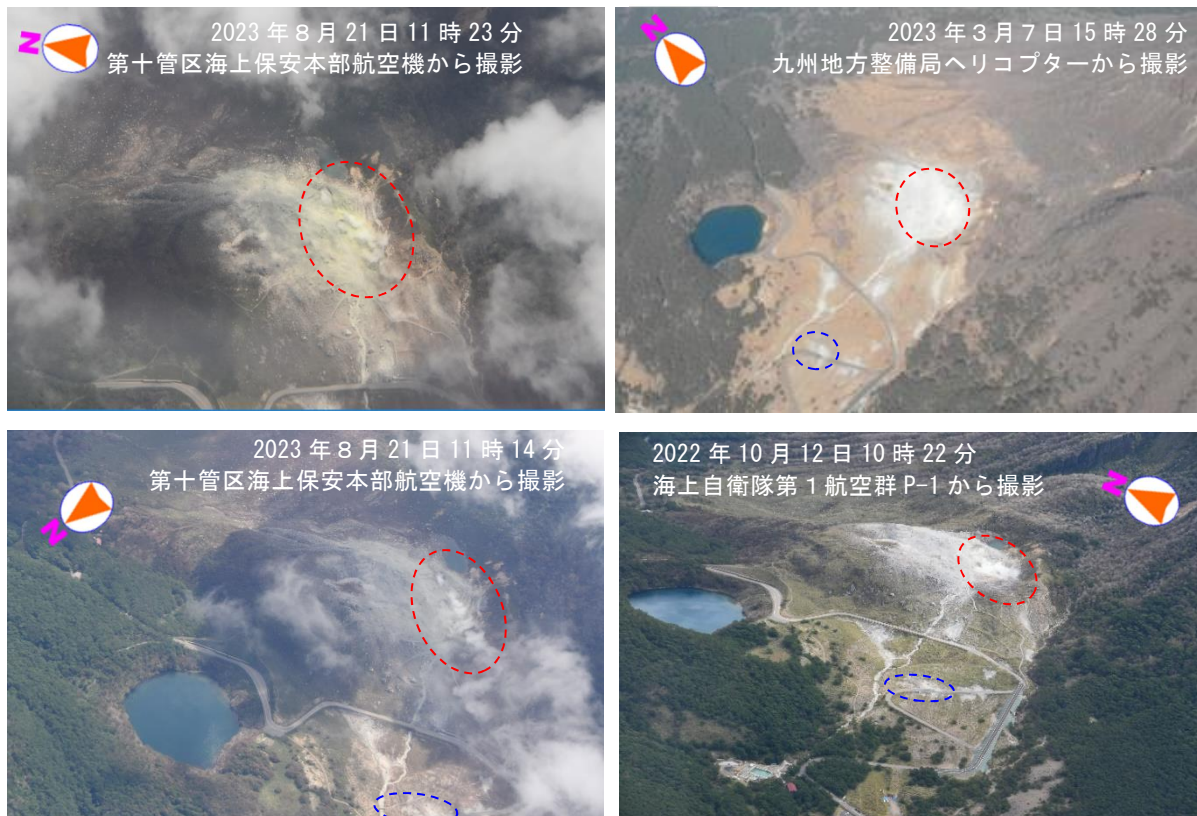 N
2023年8月21日11時23分
第十管区海上保安本部航空機から撮影
N
2023年3月7日15時28分
九州地方整備局ヘリコプターから撮影
N
2023年8月21日11時14分
第十管区海上保安本部航空機から撮影
2022年10月12日10時22分
海上自衛隊第1航空群P-1から撮影
N